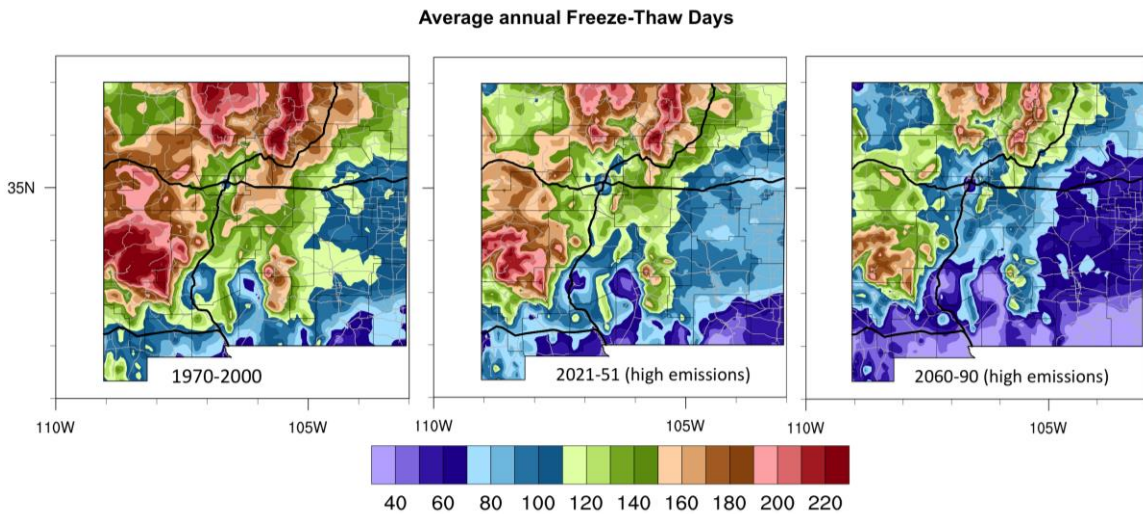 Average annual Freeze-Thaw Days
35N
1970-2000
2021-51 (high emissions)
2060-90 (high emissions)
110W 105W 110W 105W 110W 105W
40 60 80 100 120 140 160 180 200 220